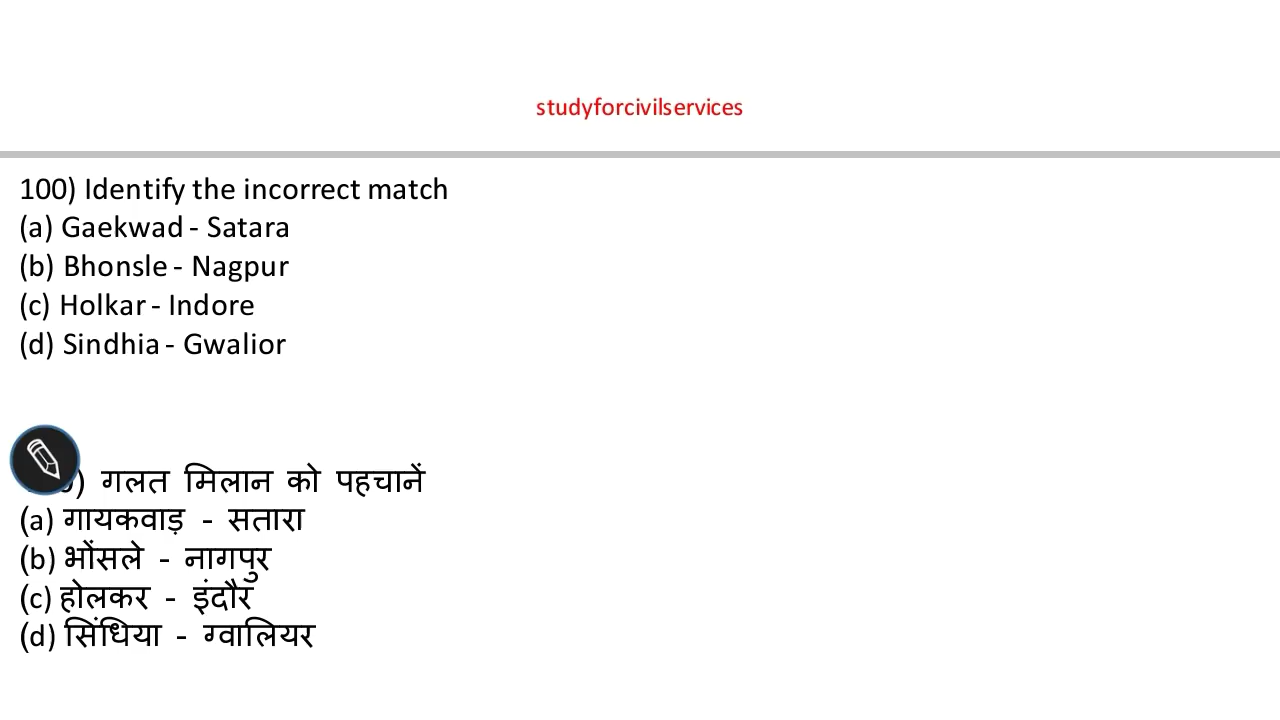 studyforcivilservices
100) Identify the incorrect match
(a) Gaekwad - Satara
(b) Bhonsle - Nagpur
(c) Holkar - Indore
(d) Sindhia - Gwalior
) गलत मिलान को पहचानें
(a) गायकवाड़ - सतारा
(b) भोंसले - नागपुर
(c) होलकर - इंदौर
(d) सिंधिया - ग्वालियर